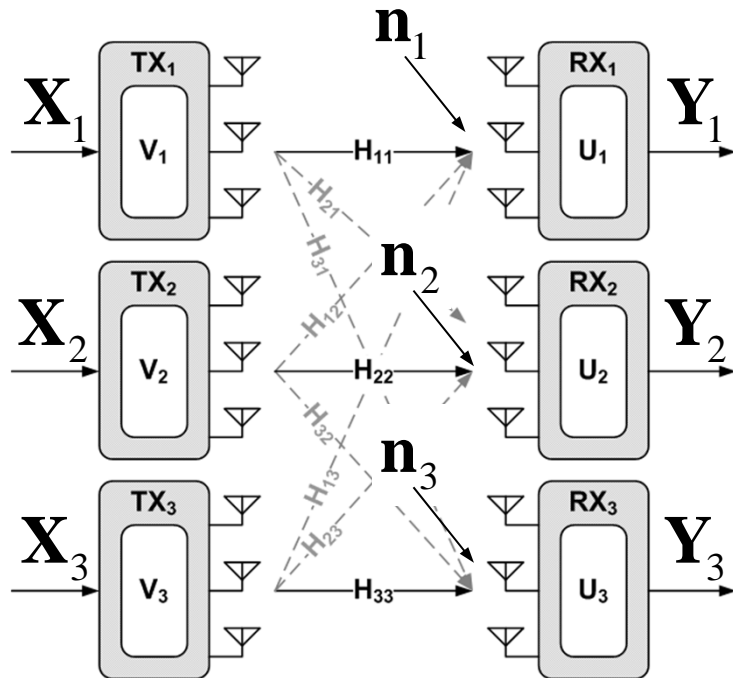 n₁
TX₁
RX₁
X₁
V₁
H₁₁
U₁
Y₁
H₂₁
H₃₁
n₂
TX₂
RX₂
H₁₂
X₂
V₂
H₂₂
U₂
Y₂
H₃₂
n₃
H₁₃
TX₃
RX₃
H₂₃
X₃
V₃
H₃₃
U₃
Y₃